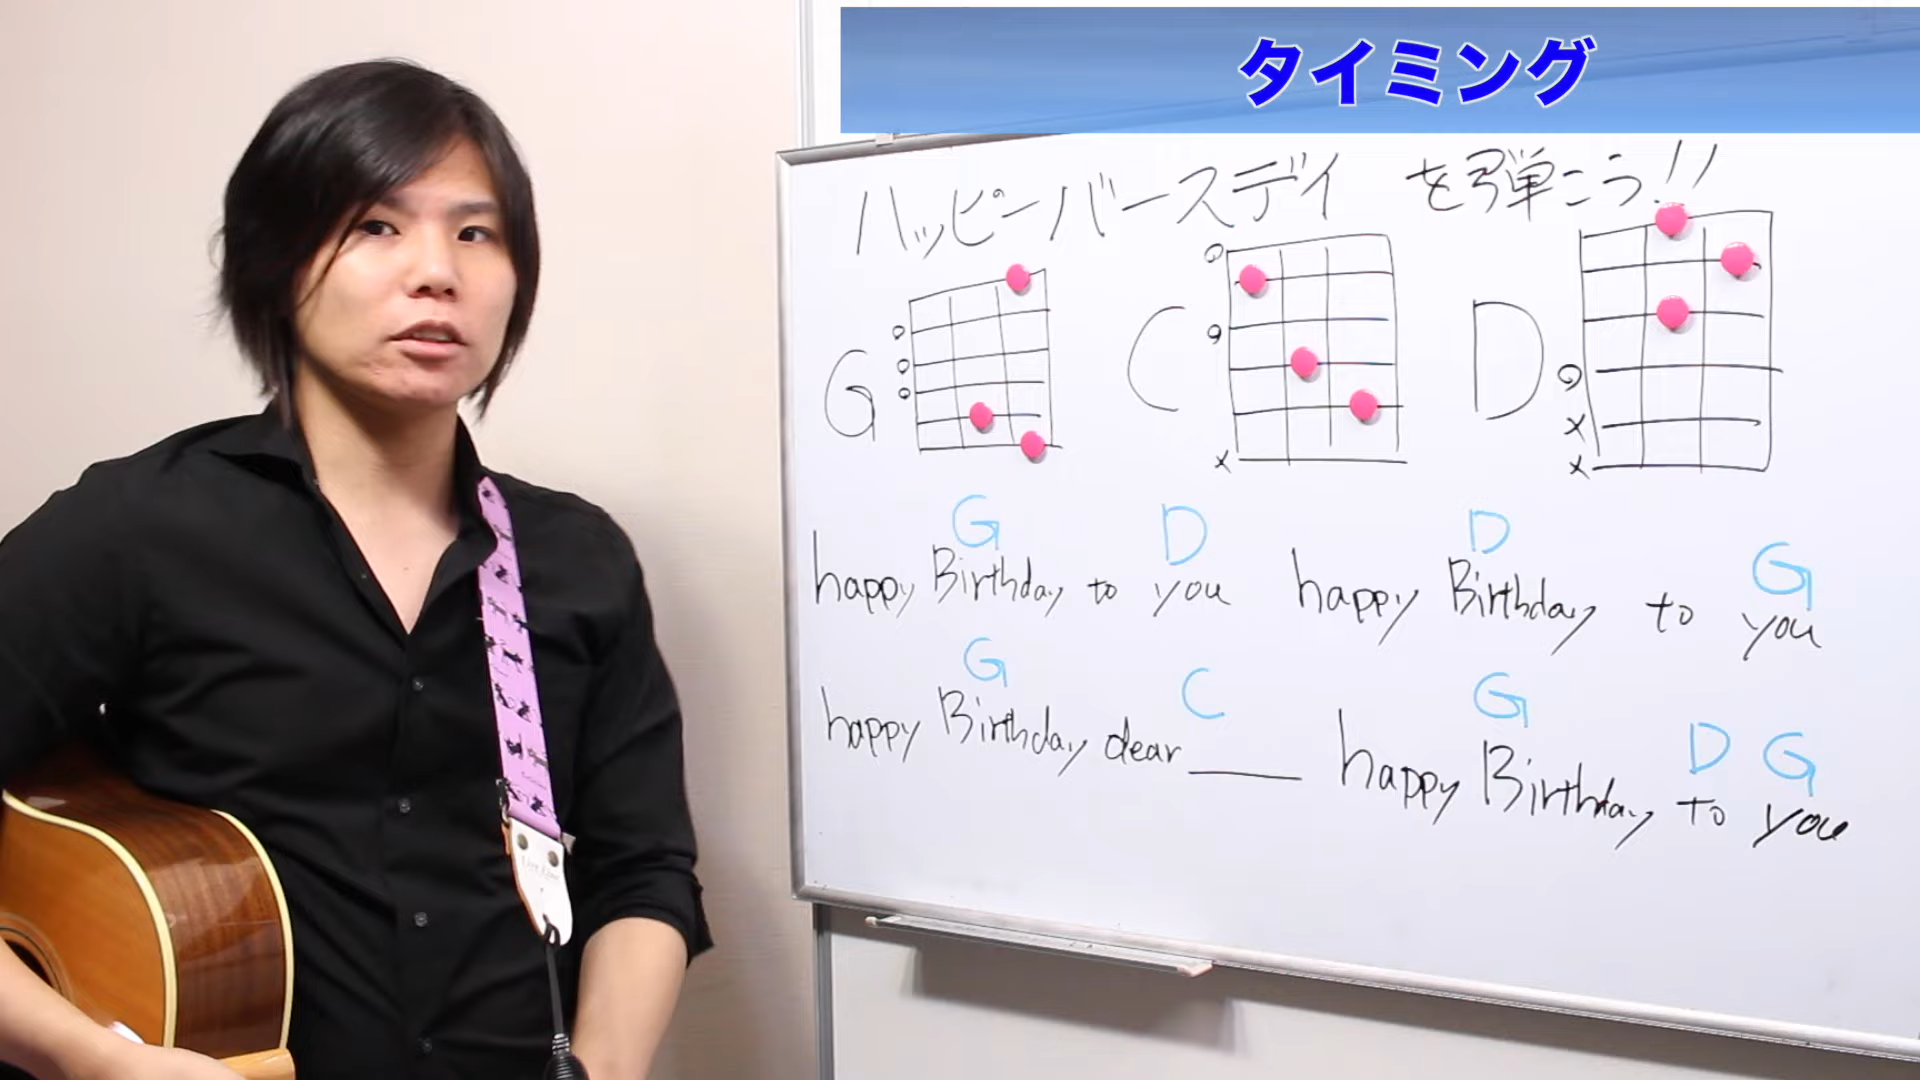 タイミング
ハッピーバースデイ を弾こう!!
G C D
G D D G
happy Birthday to you happy Birthday to you
G C G D G
happy Birthday dear ____ happy Birthday to you